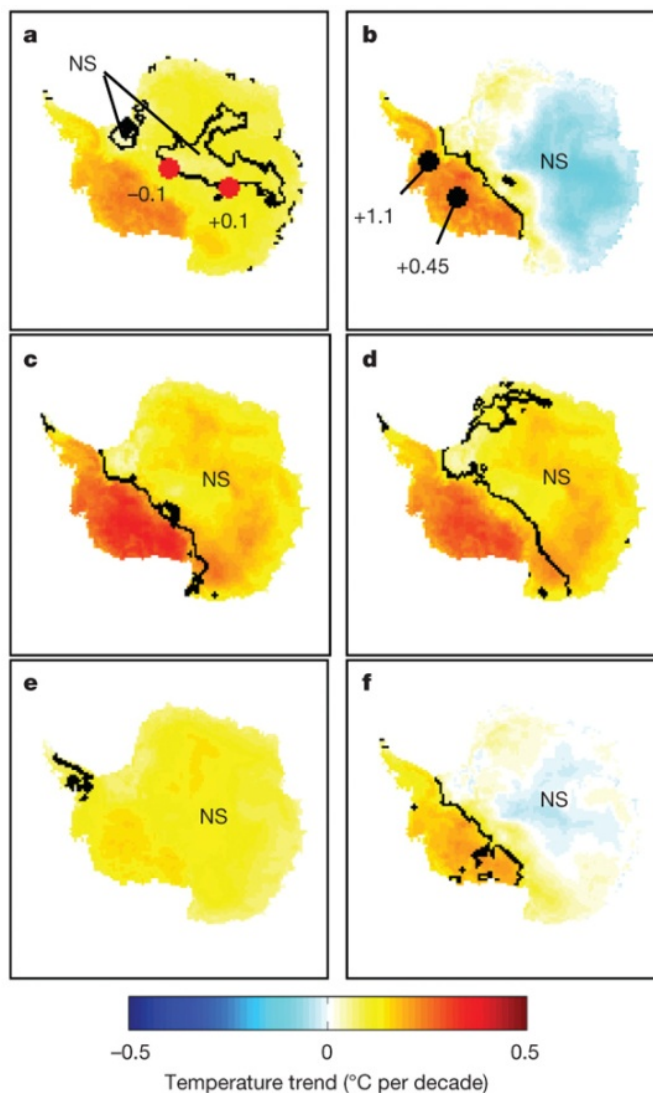 a
NS
−0.1
+0.1
b
NS
+1.1
+0.45
c
NS
d
NS
e
NS
f
NS
−0.5
0
0.5
Temperature trend (°C per decade)